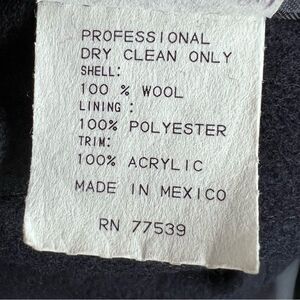 PROFESSIONAL
DRY CLEAN ONLY
SHELL:
100 % WOOL
LINING :
100% POLYESTER
TRIM:
100% ACRYLIC
MADE IN MEXICO
RN 77539